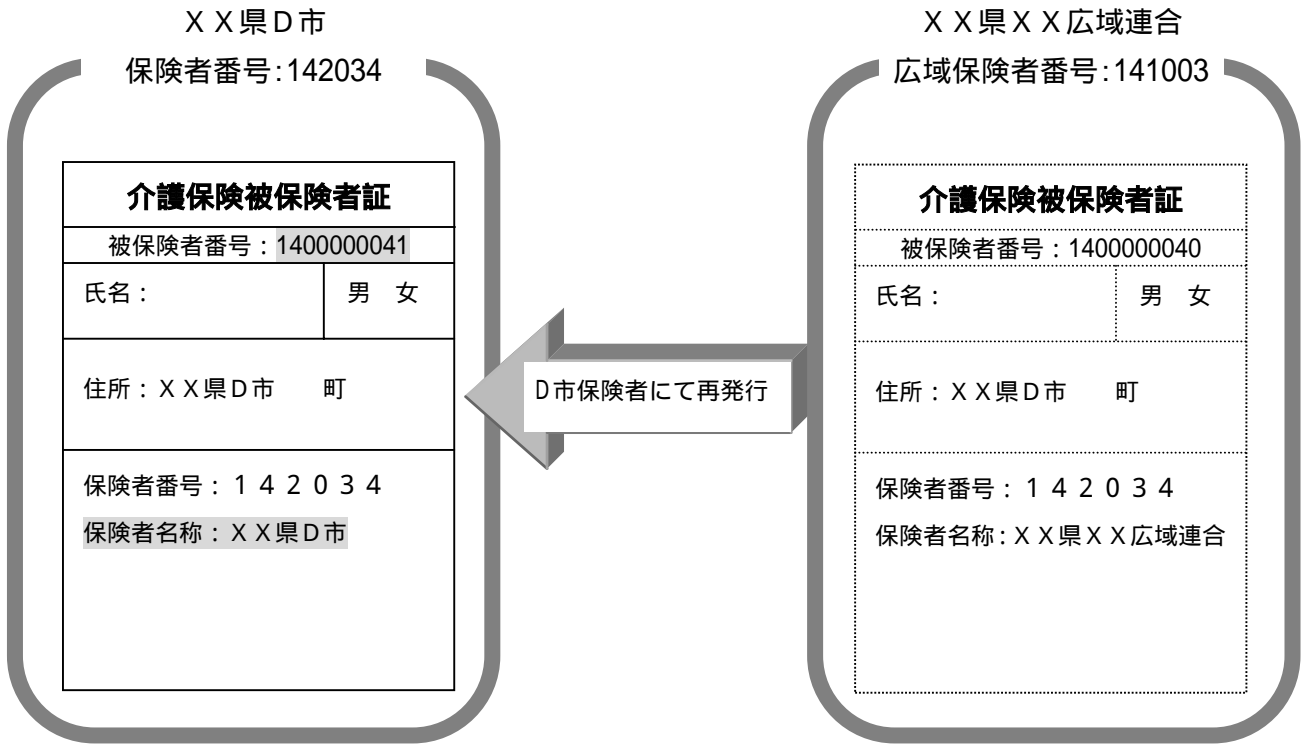 ＸＸ県Ｄ市
保険者番号:142034
介護保険被保険者証
被保険者番号：1400000041
氏名：
男　女
住所：ＸＸ県Ｄ市　　町
保険者番号：１４２０３４
保険者名称：ＸＸ県Ｄ市
D市保険者にて再発行
ＸＸ県ＸＸ広域連合
広域保険者番号:141003
介護保険被保険者証
被保険者番号：1400000040
氏名：
男　女
住所：ＸＸ県Ｄ市　　町
保険者番号：１４２０３４
保険者名称:ＸＸ県ＸＸ広域連合